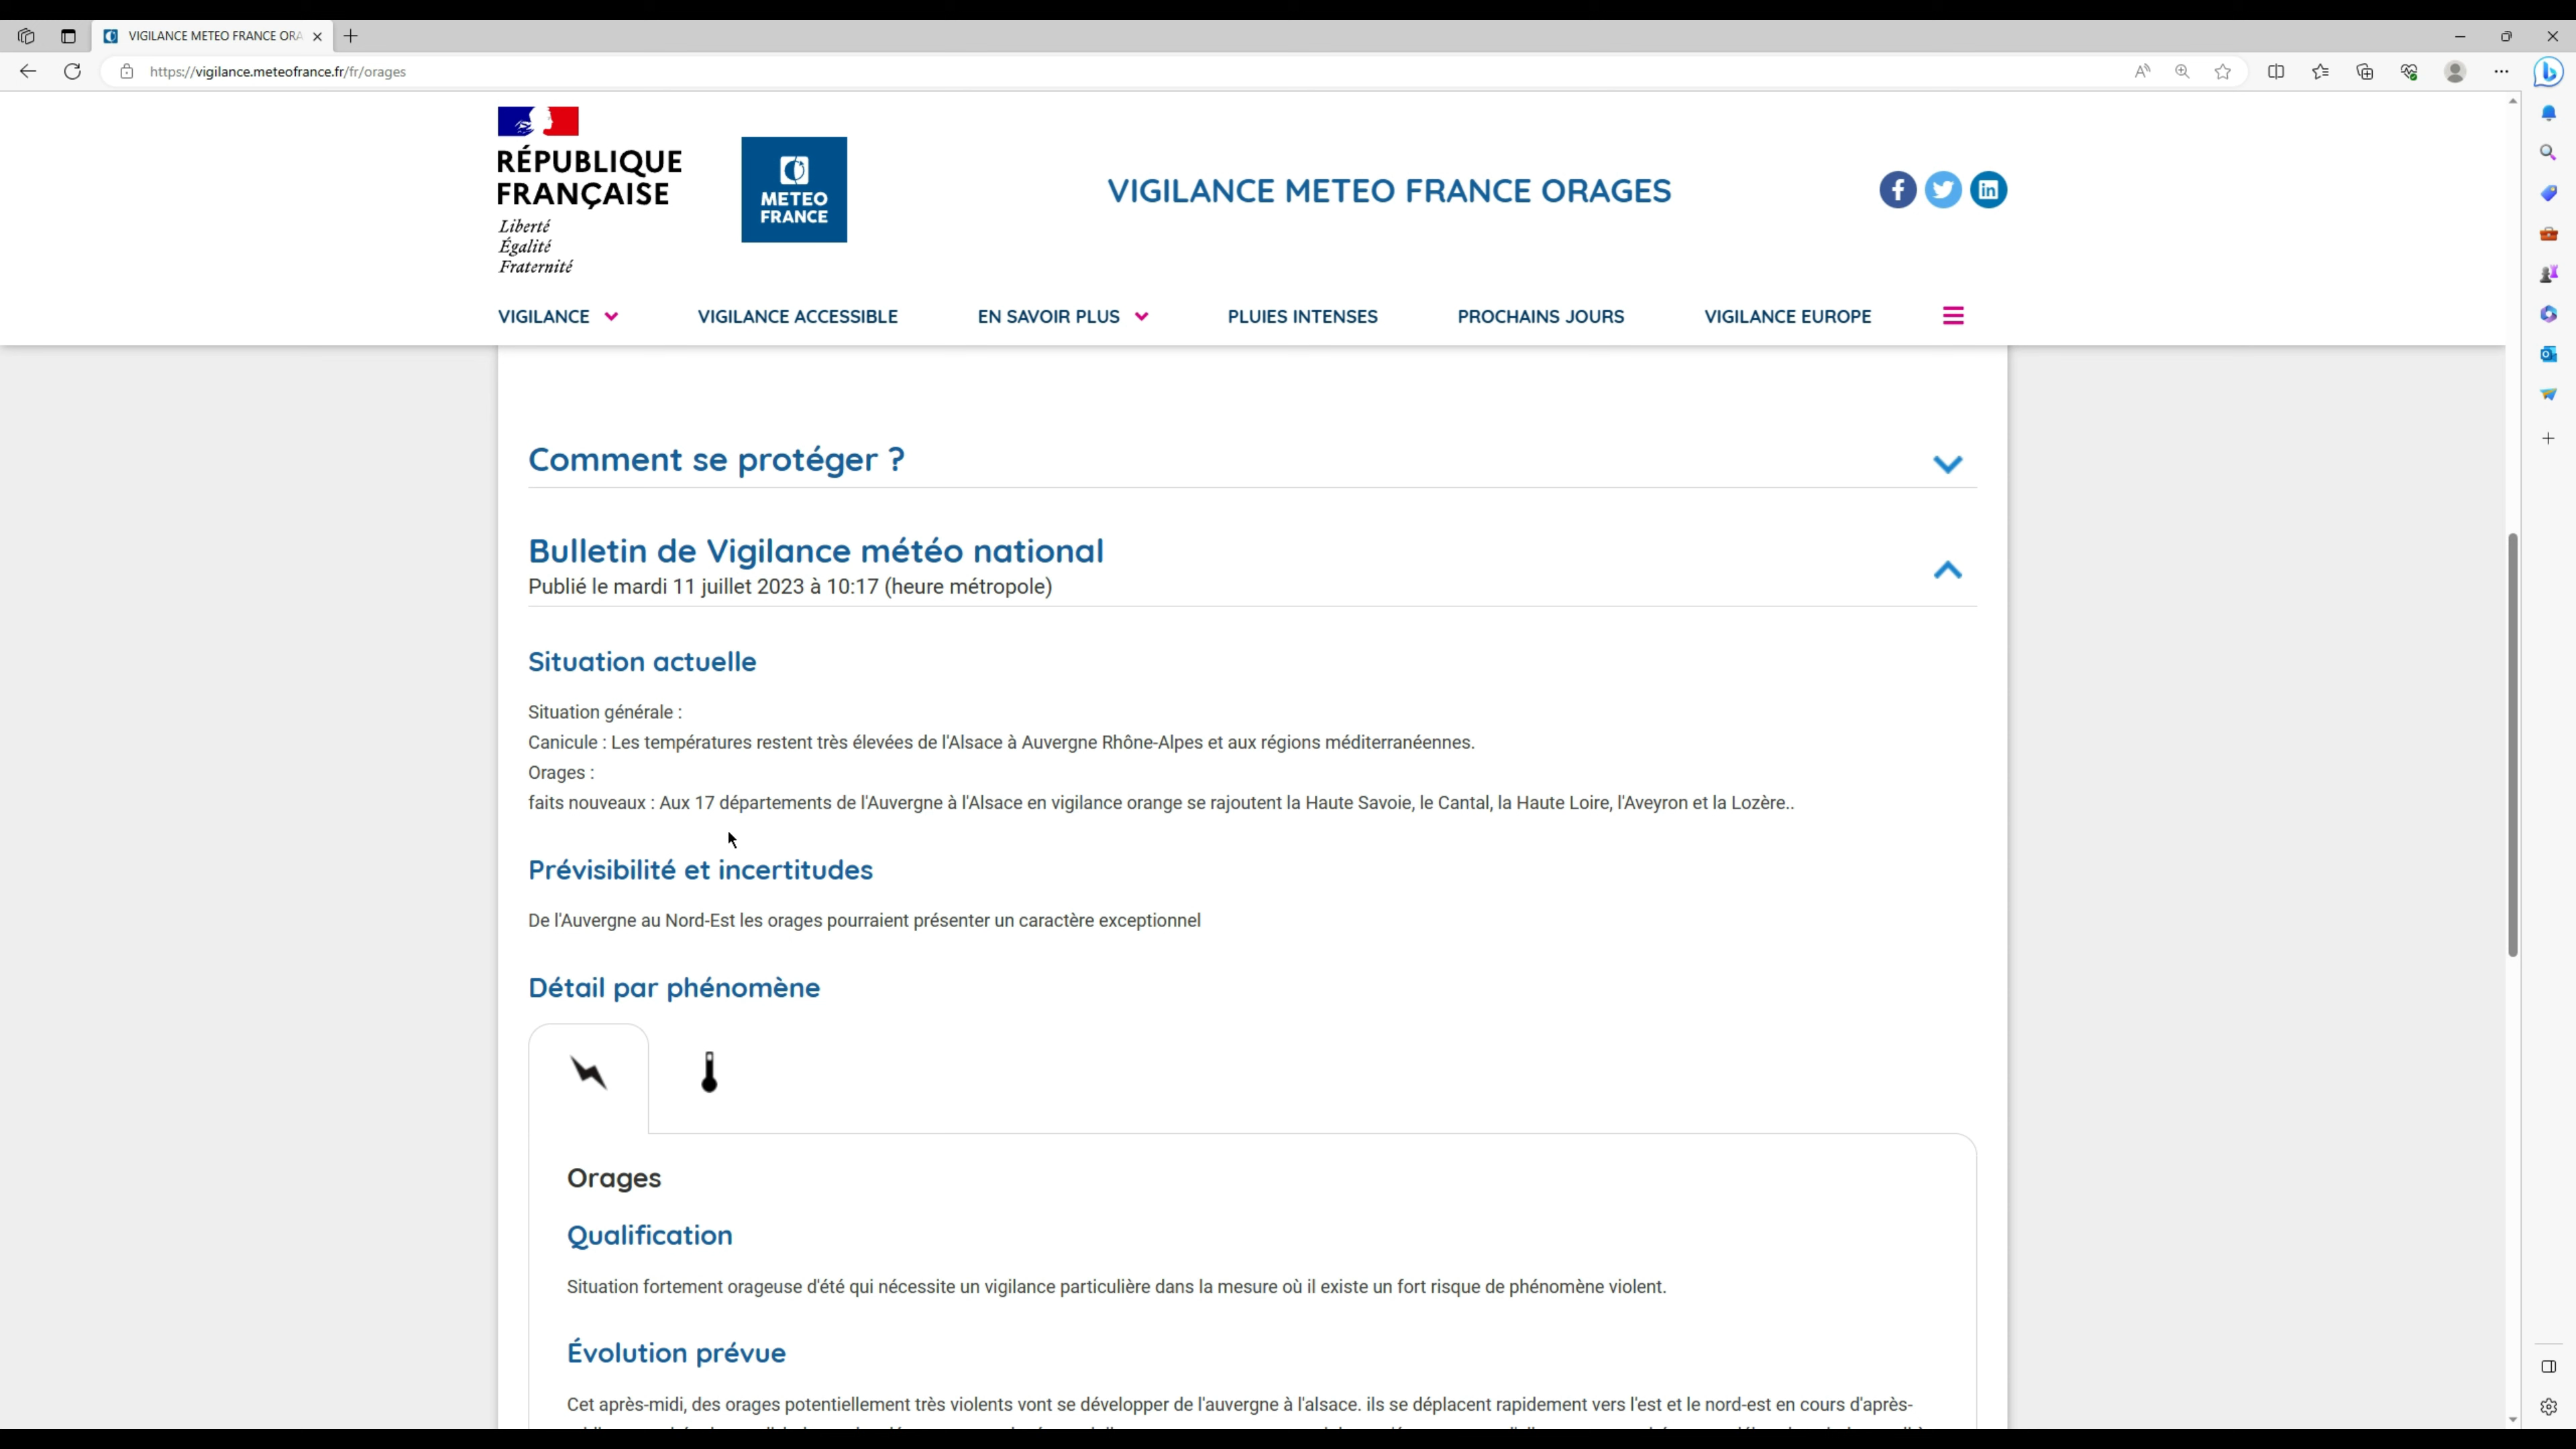 VIGILANCE METEO FRANCE ORA
https://vigilance.meteofrance.fr/fr/orages
RÉPUBLIQUE
FRANÇAISE
Liberté
Égalité
Fraternité
METEO
FRANCE
VIGILANCE METEO FRANCE ORAGES
VIGILANCE
VIGILANCE ACCESSIBLE
EN SAVOIR PLUS
PLUIES INTENSES
PROCHAINS JOURS
VIGILANCE EUROPE
Comment se protéger ?
Bulletin de Vigilance météo national
Publié le mardi 11 juillet 2023 à 10:17 (heure métropole)
Situation actuelle
Situation générale :
Canicule : Les températures restent très élevées de l'Alsace à Auvergne Rhône-Alpes et aux régions méditerranéennes.
Orages :
faits nouveaux : Aux 17 départements de l'Auvergne à l'Alsace en vigilance orange se rajoutent la Haute Savoie, le Cantal, la Haute Loire, l'Aveyron et la Lozère..
Prévisibilité et incertitudes
De l'Auvergne au Nord-Est les orages pourraient présenter un caractère exceptionnel
Détail par phénomène
Orages
Qualification
Situation fortement orageuse d'été qui nécessite un vigilance particulière dans la mesure où il existe un fort risque de phénomène violent.
Évolution prévue
Cet après-midi, des orages potentiellement très violents vont se développer de l'auvergne à l'alsace. ils se déplacent rapidement vers l'est et le nord-est en cours d'après-